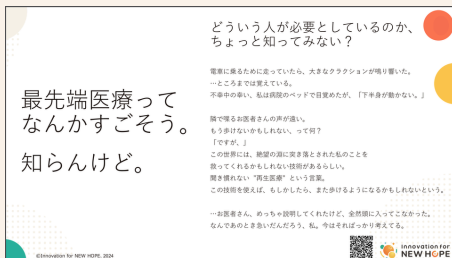 最先端医療って
なんかすごそう。
知らんけど。
どういう人が必要としているのか、
ちょっと知ってみない？
電車に乗るために走っていたら、大きなクラクションが鳴り響いた。
…ところまでは覚えている。
不幸中の幸い、私は病院のベッドで目覚めたが、「下半身が動かない。」
隣で喋るお医者さんの声が遠い。
もう歩けないかもしれない、って何？
「ですが、」
この世界には、絶望の淵に突き落とされた私のことを
救ってくれるかもしれない技術があるらしい。
聞き慣れない“再生医療”という言葉。
この技術を使えば、もしかしたら、また歩けるようになるかもしれないという。
…お医者さん、めっちゃ説明してくれたけど、全然頭に入ってこなかった。
なんであのとき急いだんだろう、私。今はそればっかり考えてる。
©Innovation for NEW HOPE, 2024
innovation for
NEW HOPE